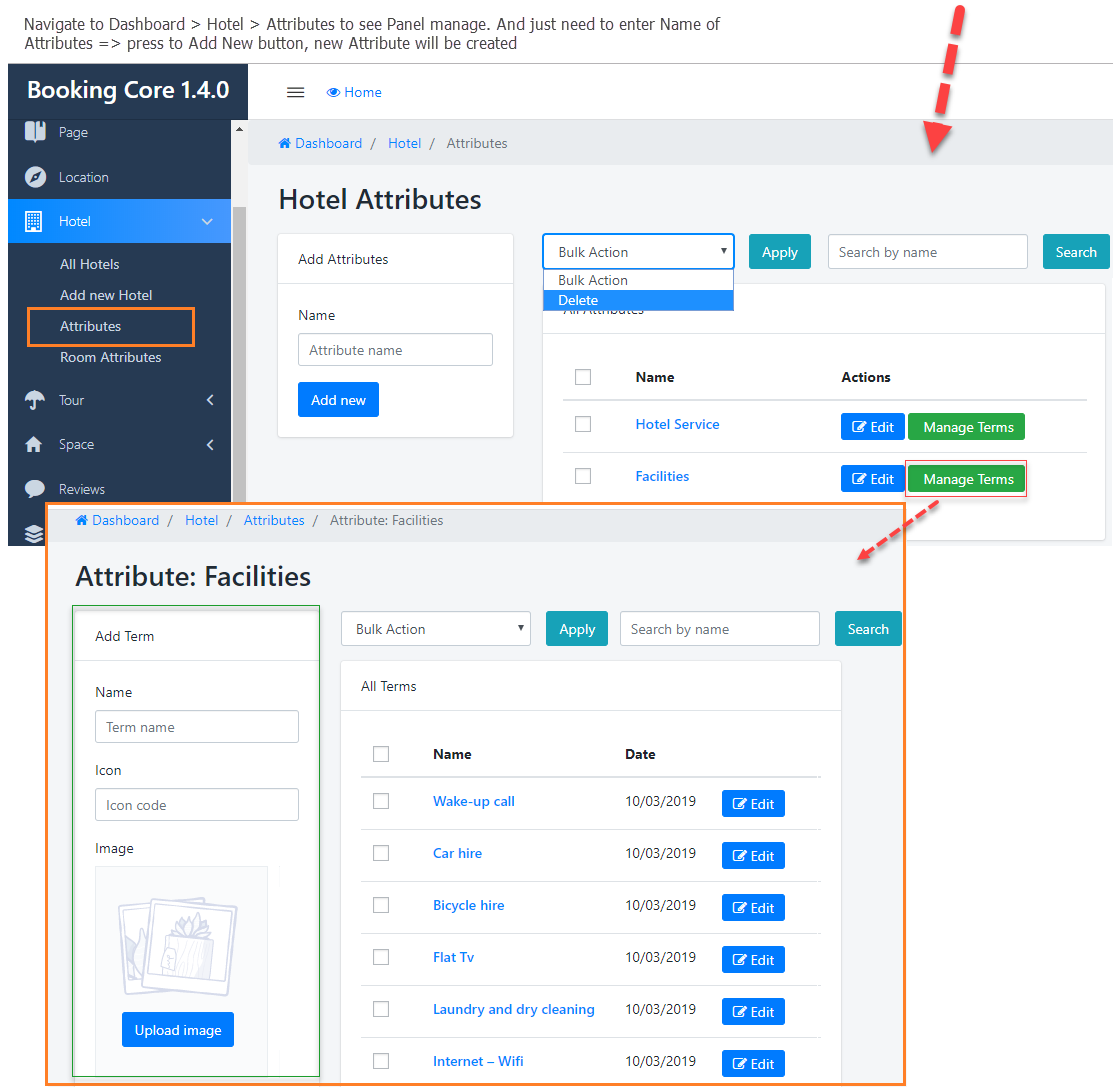 Navigate to Dashboard > Hotel > Attributes to see Panel manage. And just need to enter Name of
Attributes => press to Add New button, new Attribute will be created
Booking Core 1.4.0
Home
Page
Location
Hotel
All Hotels
Add new Hotel
Attributes
Room Attributes
Tour
Space
Reviews
Dashboard / Hotel / Attributes
Hotel Attributes
Add Attributes
Name
Attribute name
Add new
Bulk Action
Apply
Search by name
Search
Bulk Action
Delete
All Attributes
Name Actions
Hotel Service Edit Manage Terms
Facilities Edit Manage Terms
Dashboard / Hotel / Attributes / Attribute: Facilities
Attribute: Facilities
Add Term
Name
Term name
Icon
Icon code
Image
Upload image
Bulk Action
Apply
Search by name
Search
All Terms
Name Date
Wake-up call 10/03/2019 Edit
Car hire 10/03/2019 Edit
Bicycle hire 10/03/2019 Edit
Flat Tv 10/03/2019 Edit
Laundry and dry cleaning 10/03/2019 Edit
Internet – Wifi 10/03/2019 Edit